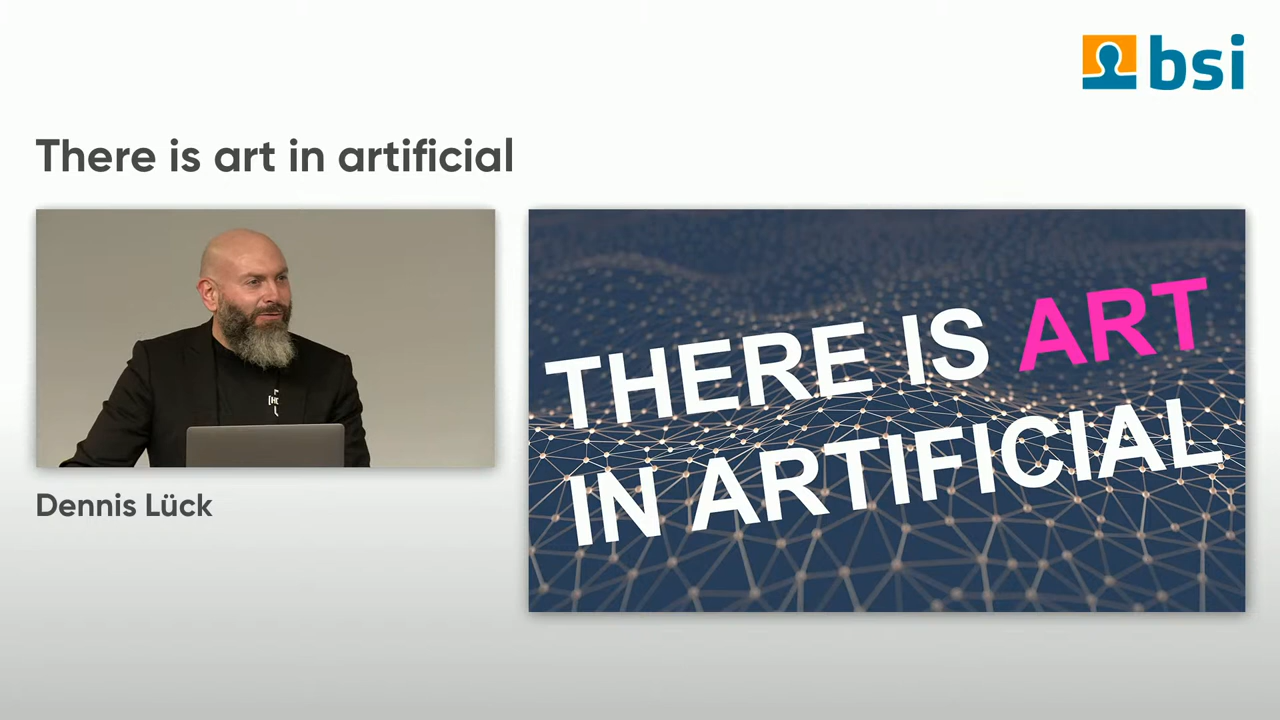 bsi
There is art in artificial
THERE IS ART
IN ARTIFICIAL
Dennis Lück